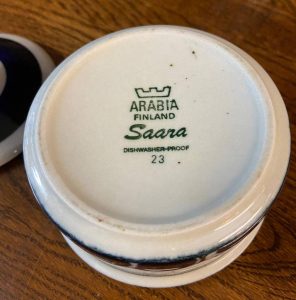 ARABIA
FINLAND
Saara
DISHWASHER-PROOF
23